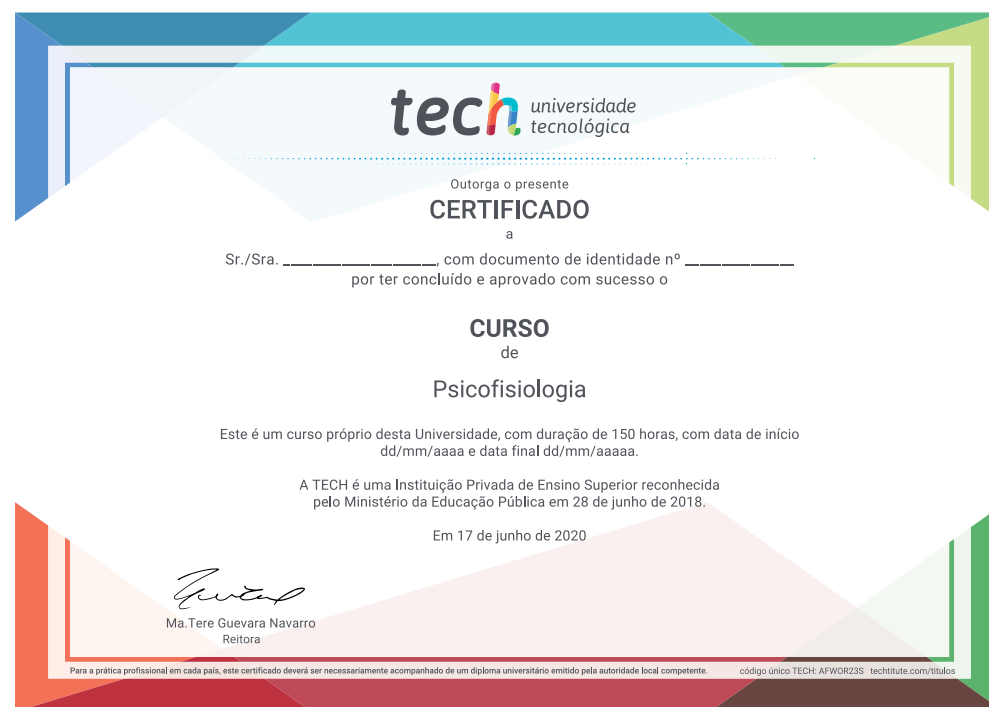 tech universidade
tecnológica
Outorga o presente
CERTIFICADO
a
Sr./Sra. ____________________, com documento de identidade nº ______________
por ter concluído e aprovado com sucesso o
CURSO
de
Psicofisiologia
Este é um curso próprio desta Universidade, com duração de 150 horas, com data de início
dd/mm/aaaa e data final dd/mm/aaaaa.
A TECH é uma Instituição Privada de Ensino Superior reconhecida
pelo Ministério da Educação Pública em 28 de junho de 2018.
Em 17 de junho de 2020
Ma.Tere Guevara Navarro
Reitora
Para a prática profissional em cada país, este certificado deverá ser necessariamente acompanhado de um diploma universitário emitido pela autoridade local competente. código único TECH: AFWOR23S techtitute.com/titulos